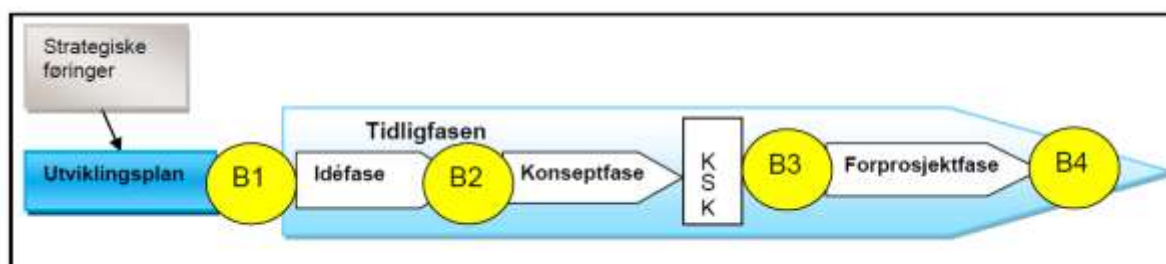 Strategiske
føringer
Tidligfasen
Utviklingsplan
B1
Idéfase
B2
Konseptfase
K
S
K
B3
Forprosjektfase
B4